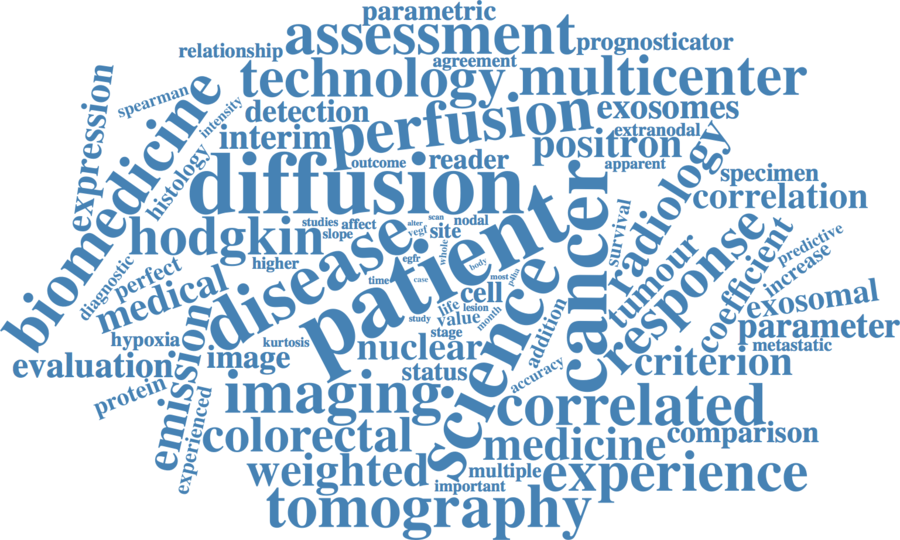 parametric
assessment
prognosticator
relationship
agreement
technology
multicenter
spearman
intensity
detection
perfusion
exosomes
expression
biomedicine
interim
extranodal
positron
histology
outcome
reader
apparent
radiology
specimen
diffusion
correlation
studies
affect
alter
scan
nodal
hodgkin
slope
vegf
site
disease
patient
cancer
survival
response
predictive
whole
higher
egfr
body
diagnostic
perfect
medical
time
case
most
p4ha
cell
tumour
coefficient
increase
exosomal
life
lesion
value
month
study
science
addition
parameter
hypoxia
kurtosis
stage
nuclear
metastatic
evaluation
emission
image
status
accuracy
criterion
protein
experienced
imaging
correlated
colorectal
medicine
comparison
weighted
multiple
experience
important
tomography